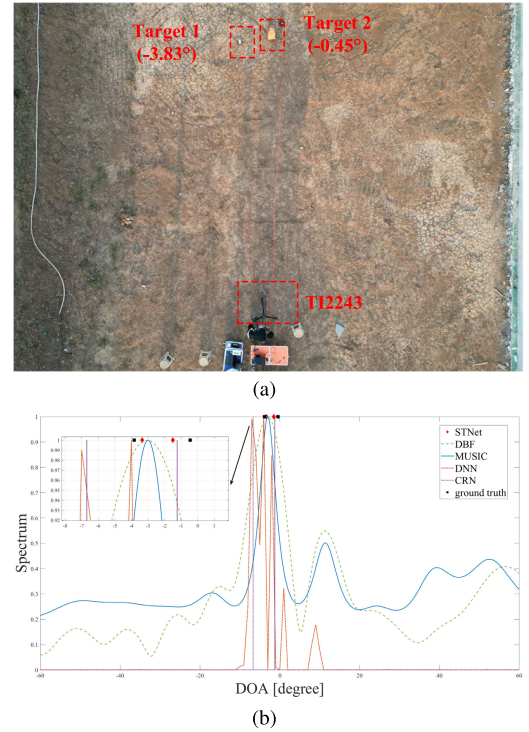 Target 1
(-3.83°)
Target 2
(-0.45°)
TI2243
(a)
1
0.9
0.8
0.7
0.6
0.5
0.4
0.3
0.2
0.1
0
Spectrum
1
0.99
0.98
0.97
0.96
0.95
0.94
0.93
0.92
-8 -7 -6 -5 -4 -3 -2 -1 0 1
STNet
DBF
MUSIC
DNN
CRN
ground truth
-60 -40 -20 0 20 40 60
DOA [degree]
(b)